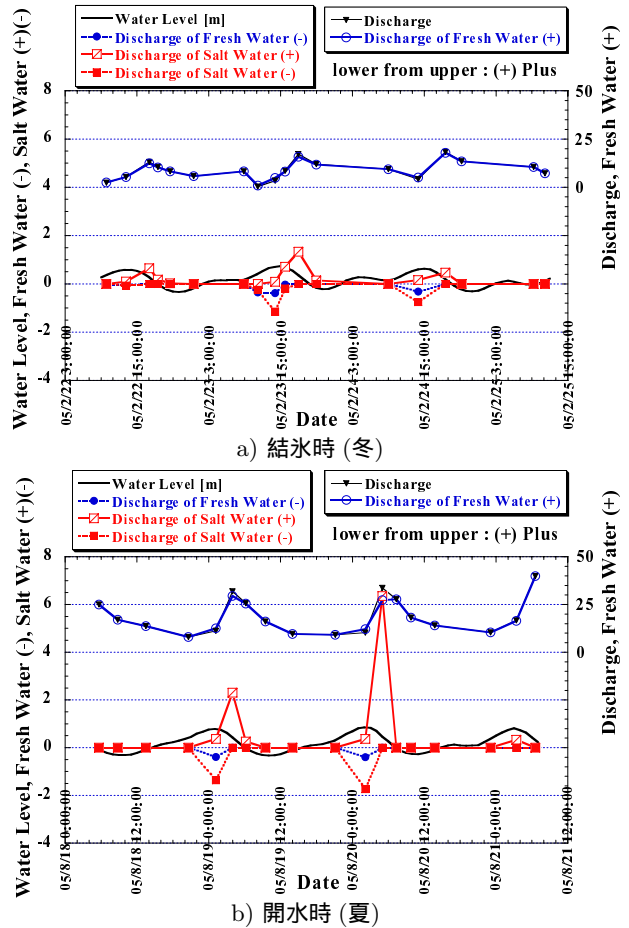 Water Level [m]
Discharge of Fresh Water (-)
Discharge of Salt Water (+)
Discharge of Salt Water (-)
Discharge
Discharge of Fresh Water (+)
lower from upper : (+) Plus
Water Level, Fresh Water (-), Salt Water (+)(-)
8
6
4
2
0
-2
-4
50
25
0
Discharge, Fresh Water (+)
05/2/22 3:00:00
05/2/22 15:00:00
05/2/23 3:00:00
05/2/23 15:00:00
05/2/24 3:00:00
05/2/24 15:00:00
05/2/25 3:00:00
05/2/25 15:00:00
Date
a) 結氷時 (冬)
Water Level [m]
Discharge of Fresh Water (-)
Discharge of Salt Water (+)
Discharge of Salt Water (-)
Discharge
Discharge of Fresh Water (+)
lower from upper : (+) Plus
Water Level, Fresh Water (-), Salt Water (+)(-)
8
6
4
2
0
-2
-4
50
25
0
Discharge, Fresh Water (+)
05/8/18 0:00:00
05/8/18 12:00:00
05/8/19 0:00:00
05/8/19 12:00:00
05/8/20 0:00:00
05/8/20 12:00:00
05/8/21 0:00:00
05/8/21 12:00:00
Date
b) 開水時 (夏)